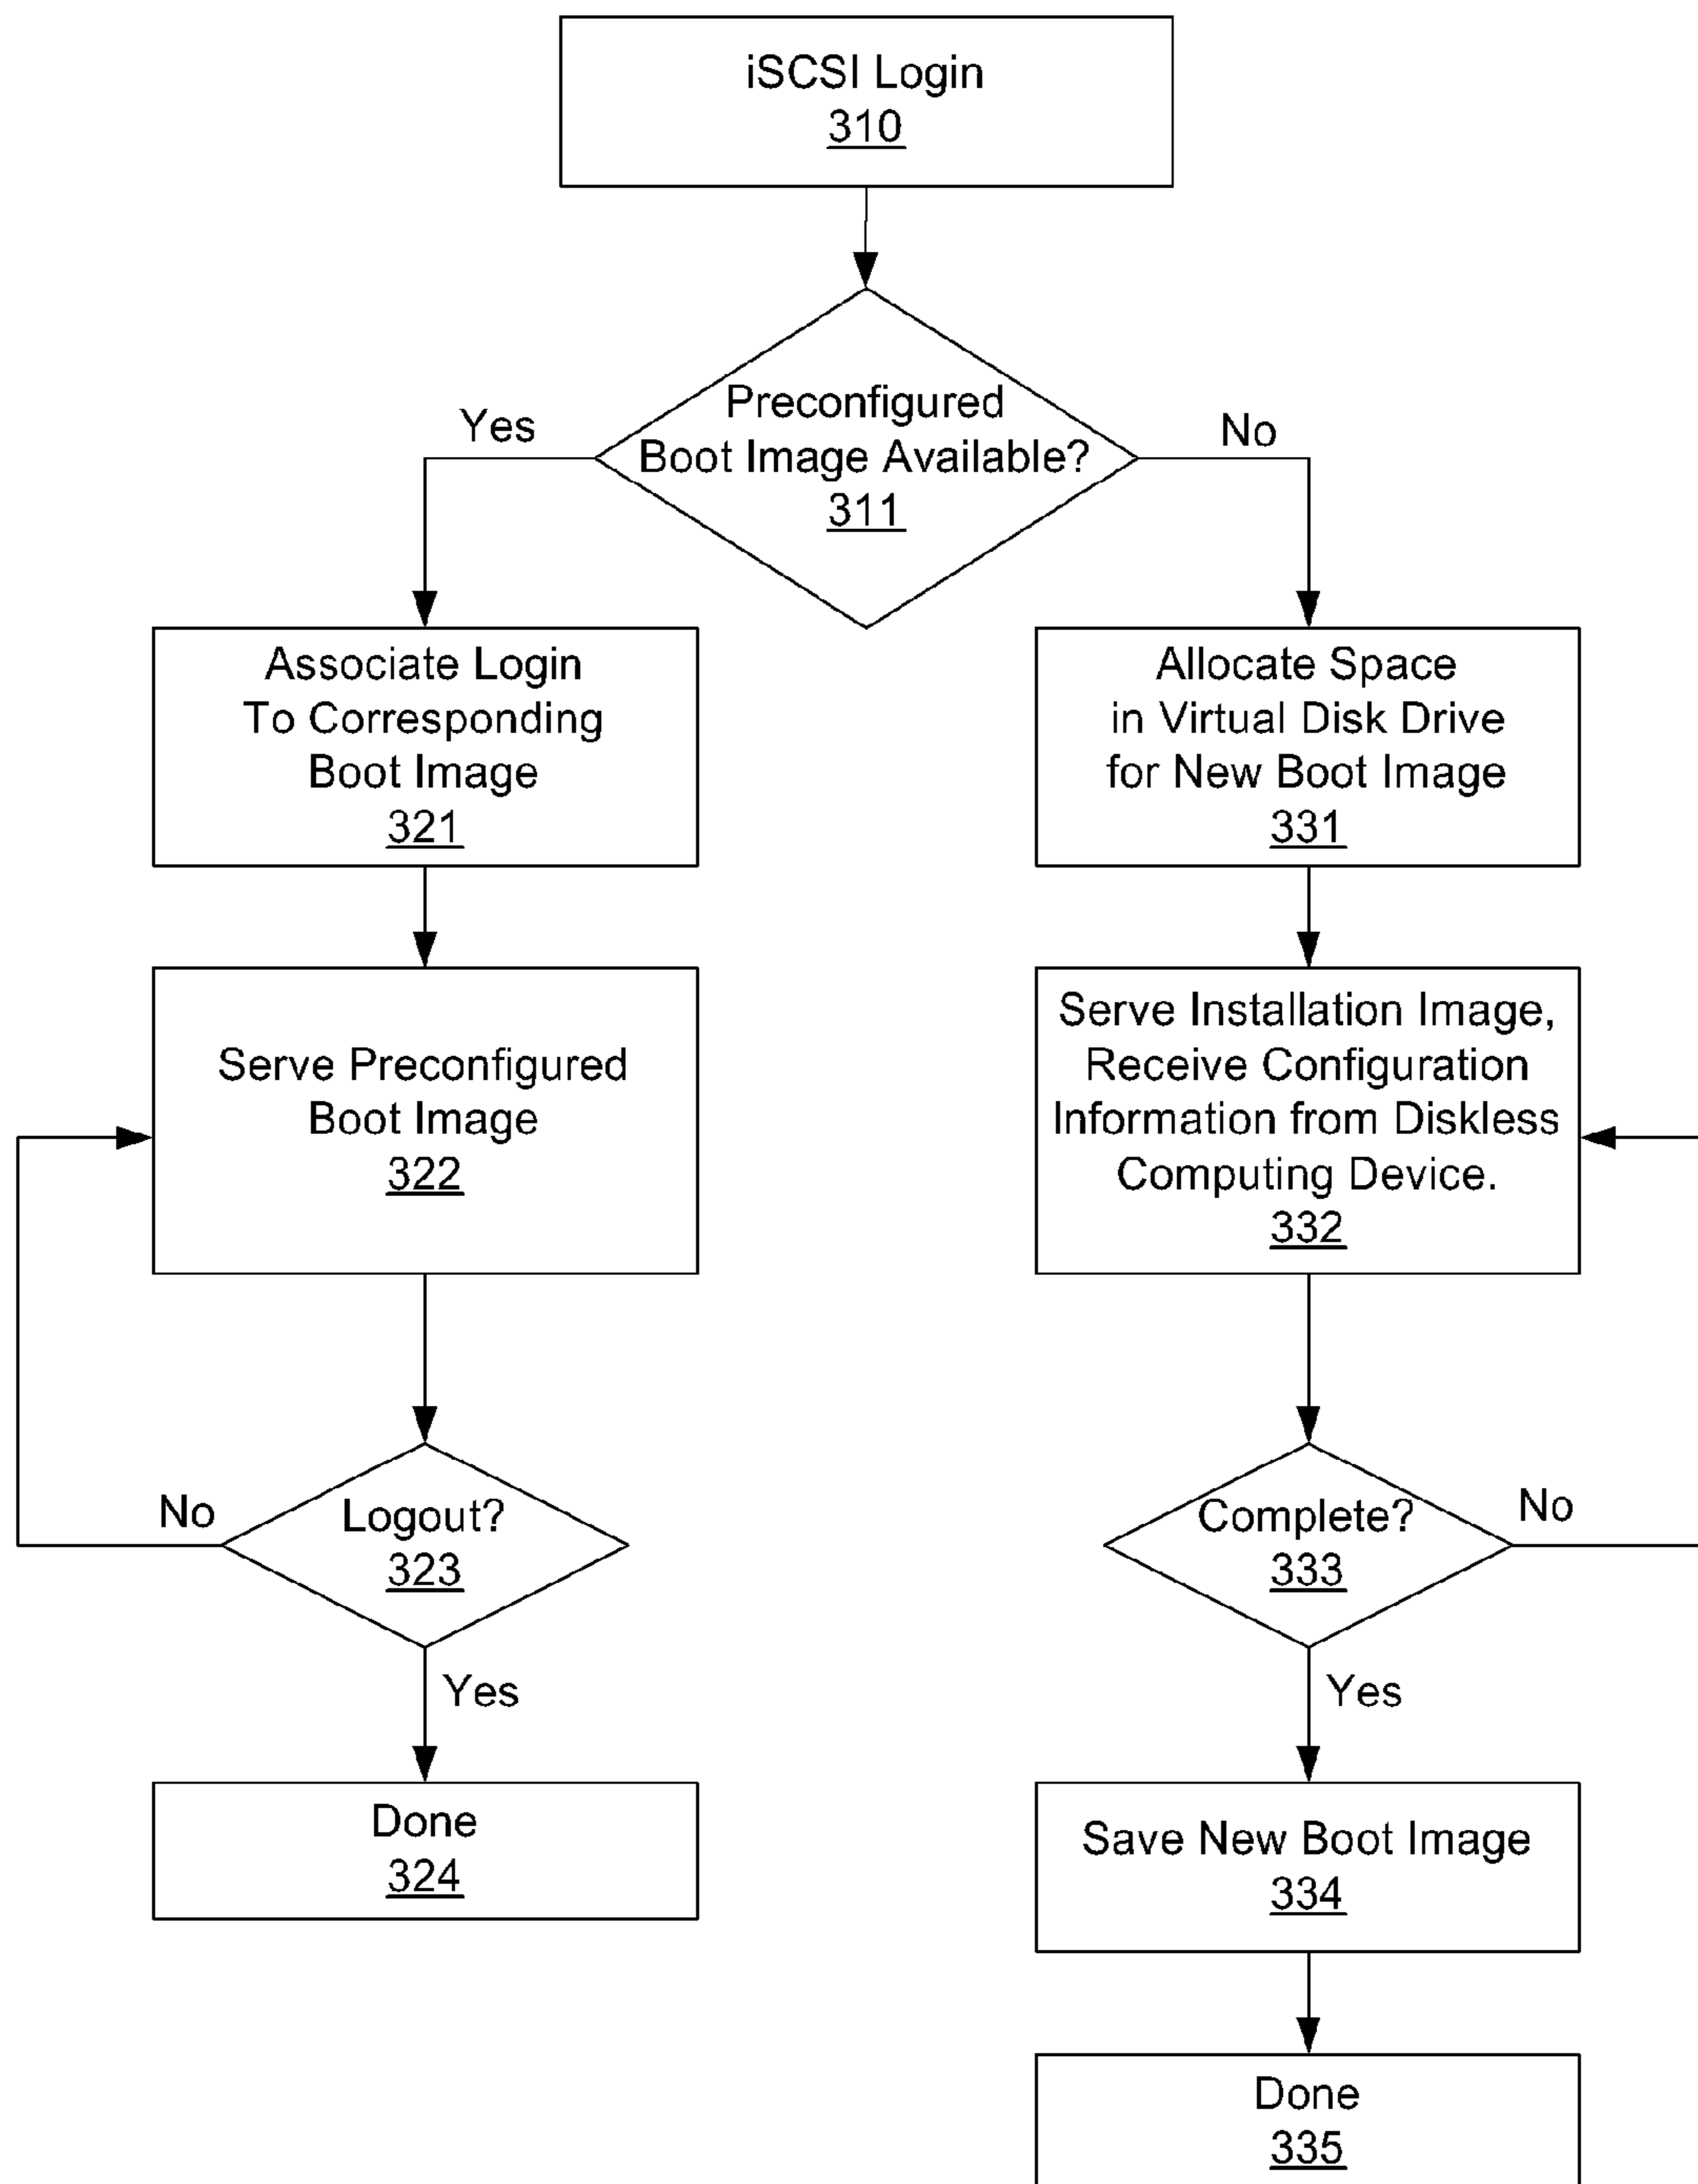 iSCSI Login
310
Preconfigured
Boot Image Available?
311
Yes
No
Associate Login
To Corresponding
Boot Image
321
Allocate Space
in Virtual Disk Drive
for New Boot Image
331
Serve Preconfigured
Boot Image
322
Serve Installation Image,
Receive Configuration
Information from Diskless
Computing Device.
332
Logout?
323
No
Yes
Complete?
333
No
Yes
Done
324
Save New Boot Image
334
Done
335